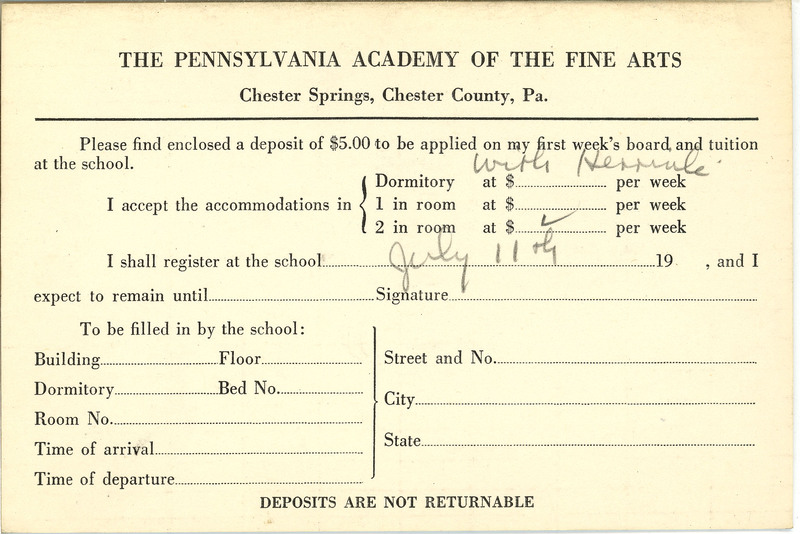 THE PENNSYLVANIA ACADEMY OF THE FINE ARTS
Chester Springs, Chester County, Pa.
Please find enclosed a deposit of $5.00 to be applied on my first week's board and tuition
at the school.
with
I accept the accommodations in
Dormitory at $ per week
1 in room at $ per week
2 in room at $ ✓ per week
I shall register at the school July 11th 19 , and I
expect to remain until Signature
To be filled in by the school:
Building Floor
Dormitory Bed No.
Room No.
Time of arrival
Time of departure
Street and No.
City
State
DEPOSITS ARE NOT RETURNABLE